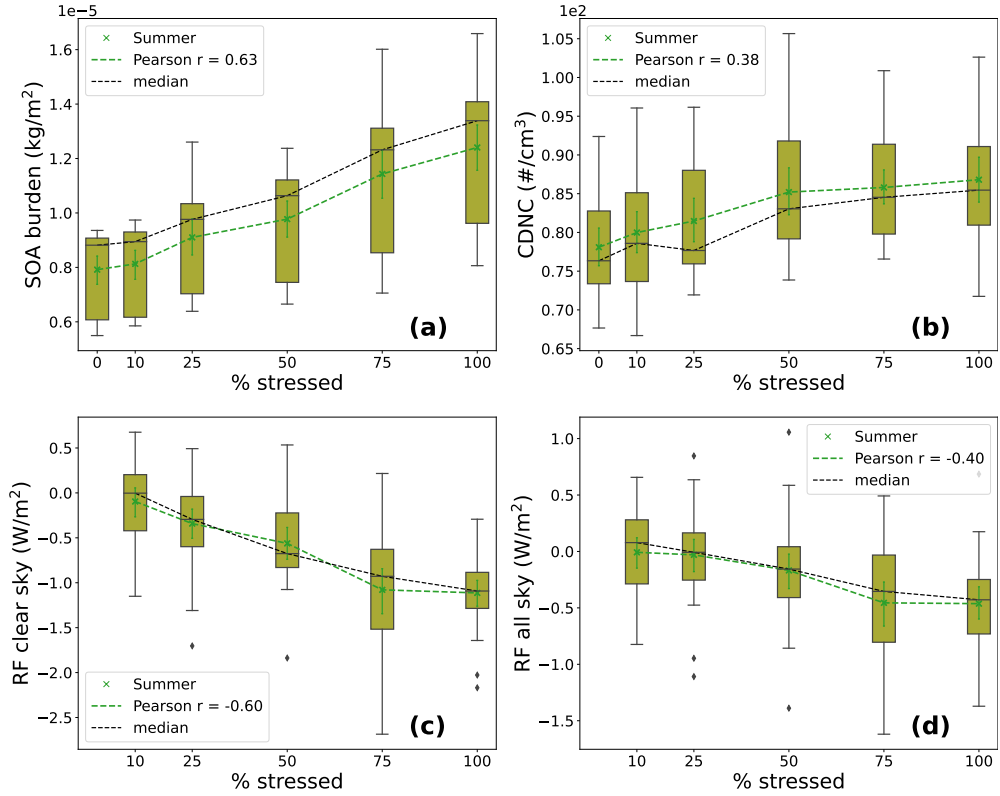 1e−5
Summer
Pearson r = 0.63
median
1.6
1.4
1.2
1.0
0.8
0.6
SOA burden (kg/m²)
0 10 25 50 75 100
% stressed
(a)
1e2
Summer
Pearson r = 0.38
median
1.05
1.00
0.95
0.90
0.85
0.80
0.75
0.70
0.65
CDNC (#/cm³)
0 10 25 50 75 100
% stressed
(b)
0.5
0.0
−0.5
−1.0
−1.5
−2.0
−2.5
RF clear sky (W/m²)
Summer
Pearson r = -0.60
median
10 25 50 75 100
% stressed
(c)
Summer
Pearson r = -0.40
median
1.0
0.5
0.0
−0.5
−1.0
−1.5
RF all sky (W/m²)
10 25 50 75 100
% stressed
(d)